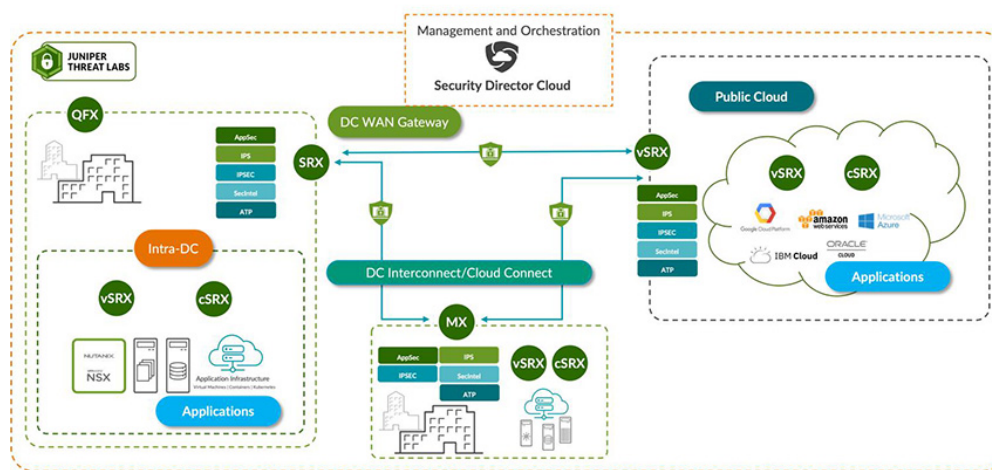 Management and Orchestration
Security Director Cloud
JUNIPER
THREAT LABS
QFX
AppSec
IPS
IPSEC
SecIntel
ATP
SRX
DC WAN Gateway
vSRX
AppSec
IPS
IPSEC
SecIntel
ATP
Public Cloud
vSRX
cSRX
Google Cloud Platform
amazon
webservices
Microsoft
Azure
IBM Cloud
ORACLE
CLOUD
Applications
Intra-DC
vSRX
cSRX
NUTANIX
vmware
NSX
Application Infrastructure
Virtual Machines | Containers | Kubernetes
Applications
DC Interconnect/Cloud Connect
MX
AppSec
IPS
IPSEC
SecIntel
ATP
vSRX
cSRX